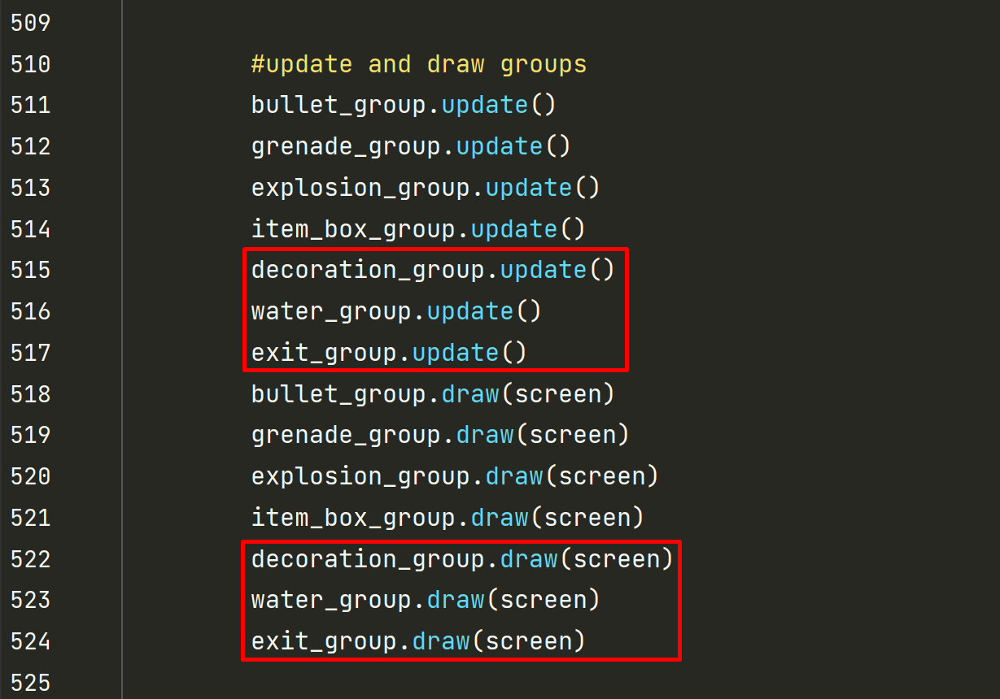 509
510 #update and draw groups
511 bullet_group.update()
512 grenade_group.update()
513 explosion_group.update()
514 item_box_group.update()
515 decoration_group.update()
516 water_group.update()
517 exit_group.update()
518 bullet_group.draw(screen)
519 grenade_group.draw(screen)
520 explosion_group.draw(screen)
521 item_box_group.draw(screen)
522 decoration_group.draw(screen)
523 water_group.draw(screen)
524 exit_group.draw(screen)
525